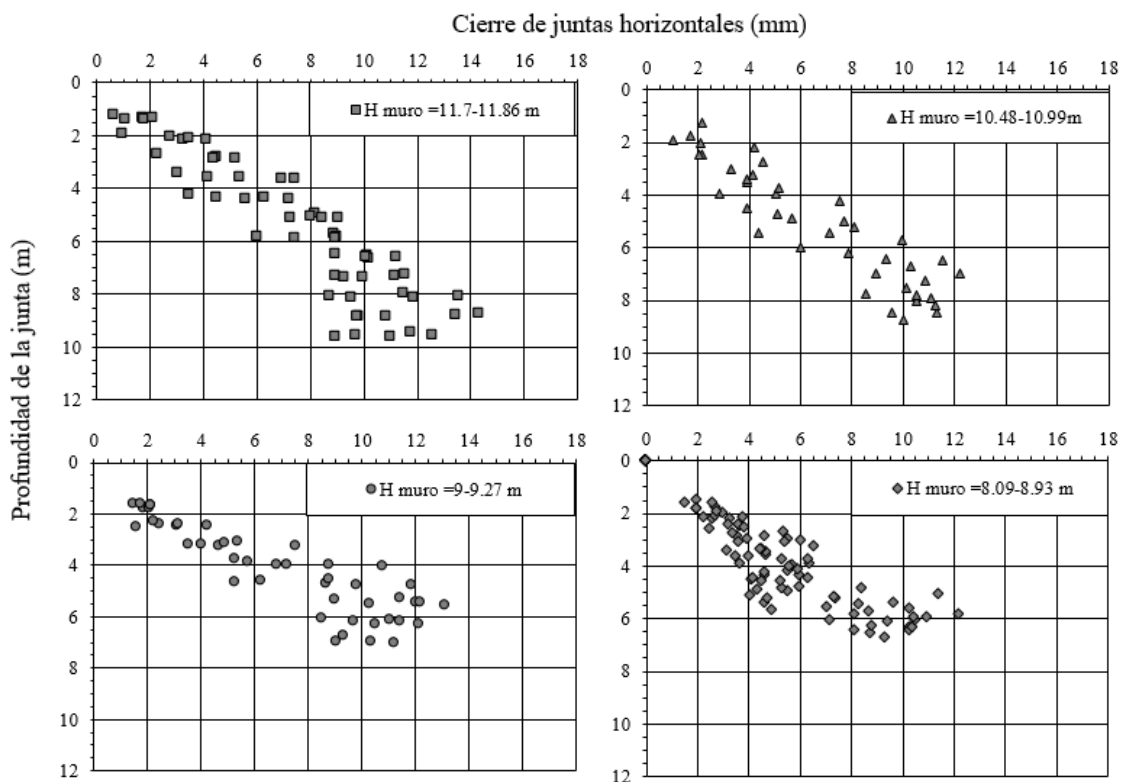 Cierre de juntas horizontales (mm)
Profundidad de la junta (m)
0 2 4 6 8 10 12 14 16 18
0
2
4
6
8
10
12
H muro =11.7-11.86 m
0 2 4 6 8 10 12 14 16 18
0
2
4
6
8
10
12
H muro =10.48-10.99m
0 2 4 6 8 10 12 14 16 18
0
2
4
6
8
10
12
H muro =9-9.27 m
0 2 4 6 8 10 12 14 16 18
0
2
4
6
8
10
12
H muro =8.09-8.93 m